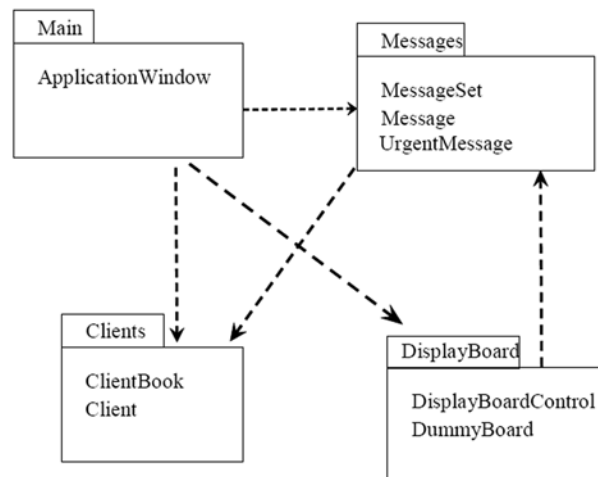 Main
ApplicationWindow
Messages
MessageSet
Message
UrgentMessage
Clients
ClientBook
Client
DisplayBoard
DisplayBoardControl
DummyBoard